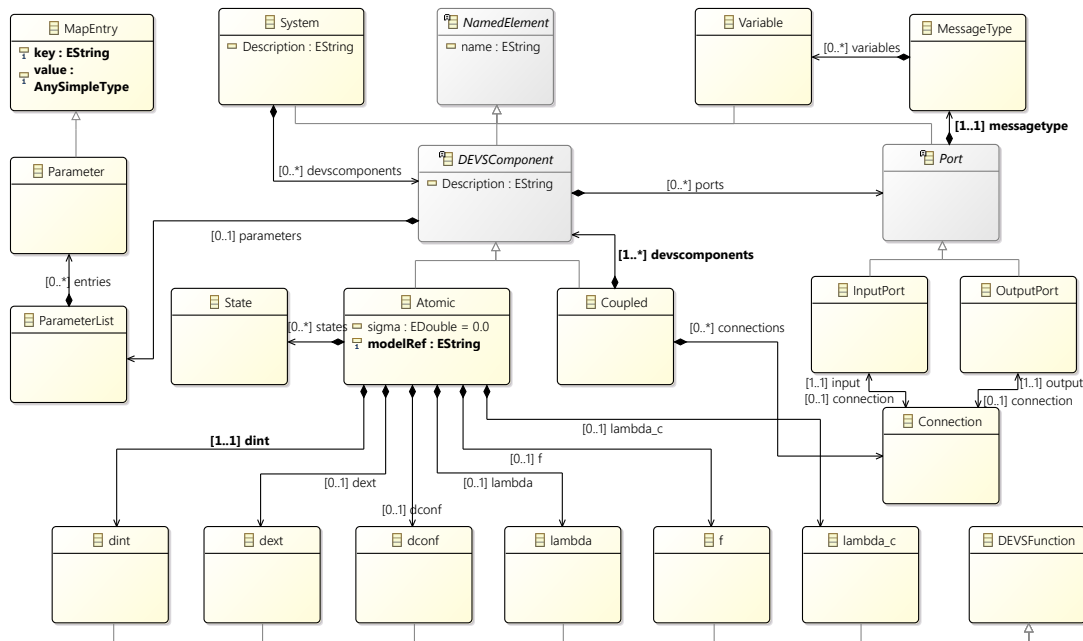 MapEntry
key : EString
value :
AnySimpleType
System
Description : EString
NamedElement
name : EString
Variable
MessageType
[0..*] variables
[1..1] messagetype
Parameter
[0..*] devscomponents
DEVSComponent
Description : EString
[0..*] ports
Port
[0..1] parameters
[1..*] devscomponents
[0..*] entries
ParameterList
State
[0..*] states
Atomic
sigma : EDouble = 0.0
modelRef : EString
Coupled
[0..*] connections
InputPort
OutputPort
[1..1] input
[0..1] connection
[1..1] output
[0..1] connection
Connection
[1..1] dint
[0..1] dext
[0..1] dconf
[0..1] lambda
[0..1] f
[0..1] lambda_c
dint
dext
dconf
lambda
f
lambda_c
DEVSFunction